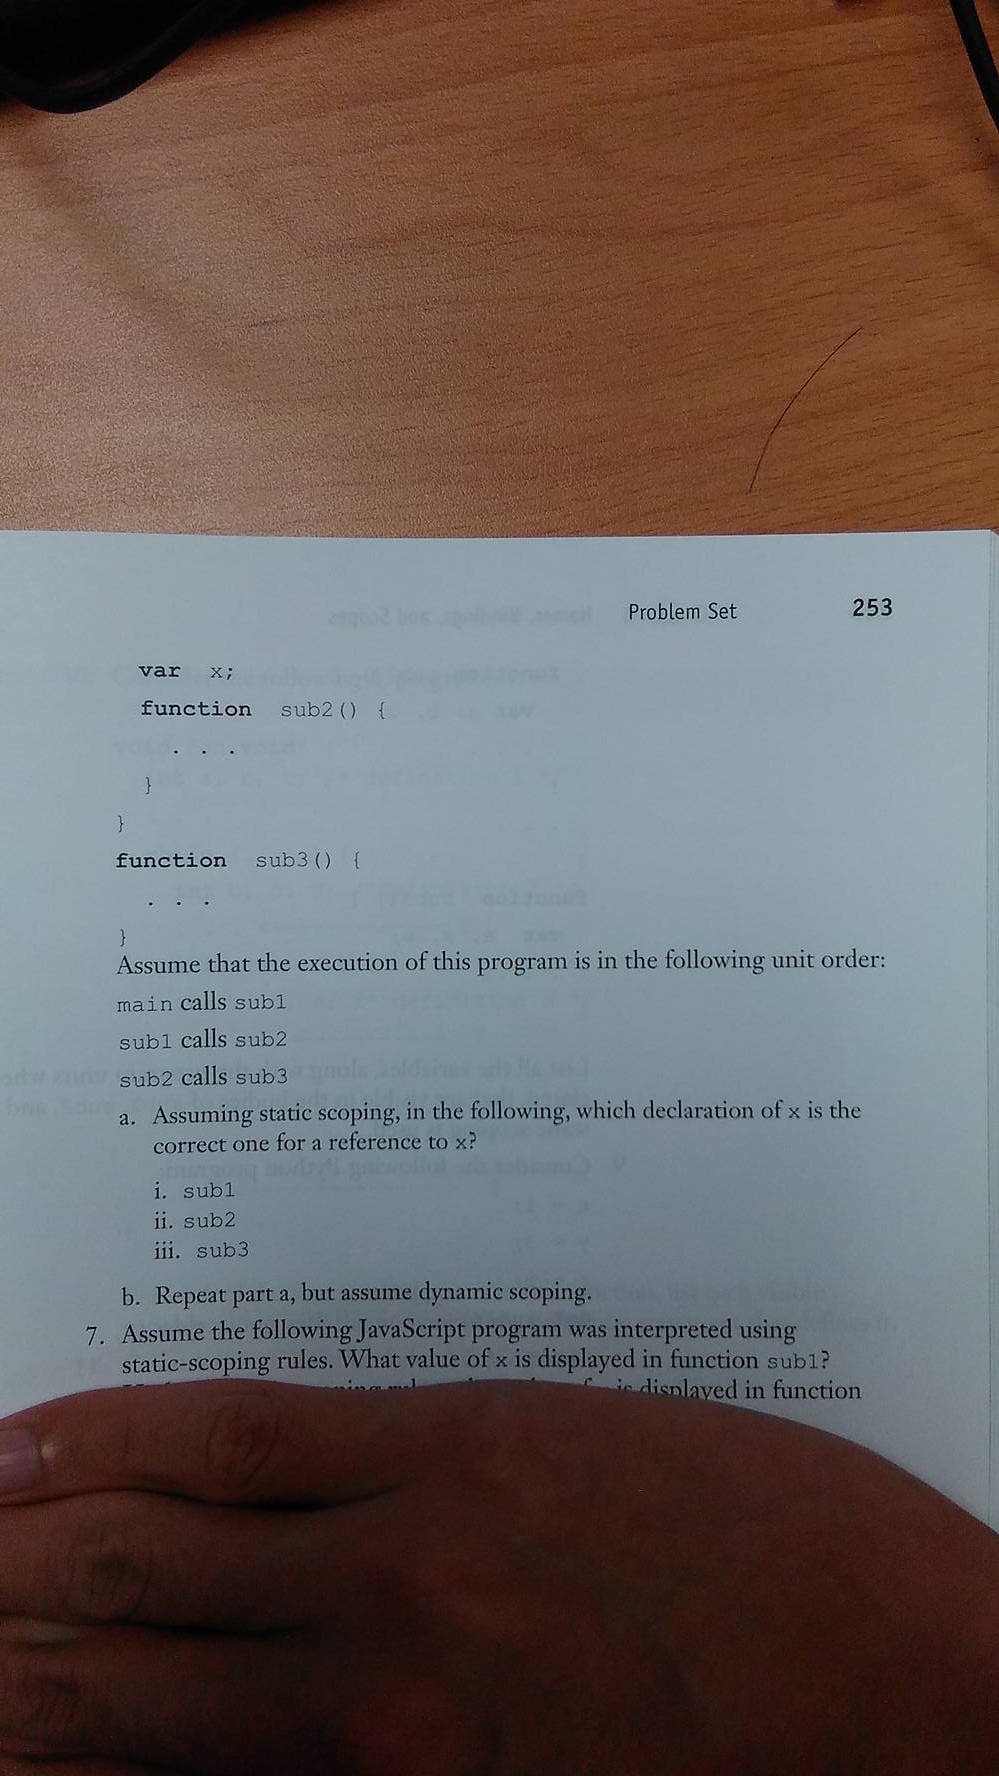 Problem Set 253
var x;
function sub2() {
. . .
}
}
function sub3() {
. . .
}
Assume that the execution of this program is in the following unit order:
main calls sub1
sub1 calls sub2
sub2 calls sub3
a. Assuming static scoping, in the following, which declaration of x is the
correct one for a reference to x?
i. sub1
ii. sub2
iii. sub3
b. Repeat part a, but assume dynamic scoping.
7. Assume the following JavaScript program was interpreted using
static-scoping rules. What value of x is displayed in function sub1?
is displayed in function